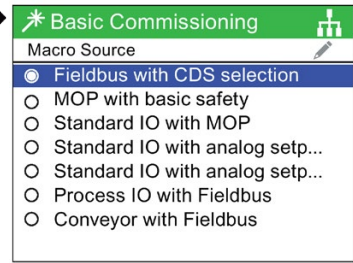 Basic Commissioning
Macro Source
Fieldbus with CDS selection
MOP with basic safety
Standard IO with MOP
Standard IO with analog setp...
Standard IO with analog setp...
Process IO with Fieldbus
Conveyor with Fieldbus